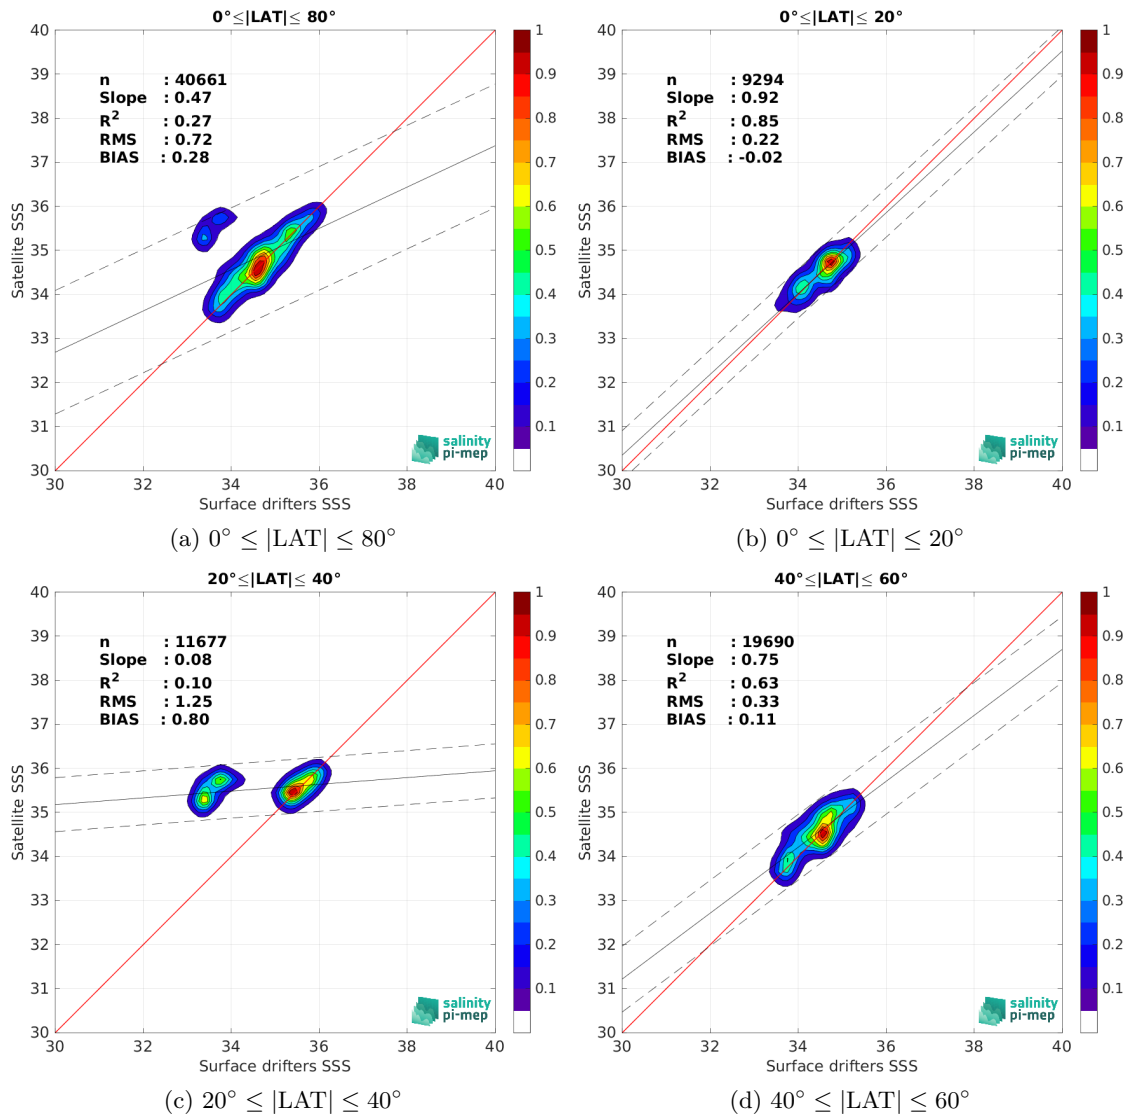 0°≤|LAT|≤ 80°
n : 40661
Slope : 0.47
R2 : 0.27
RMS : 0.72
BIAS : 0.28
40
39
38
37
36
35
34
33
32
31
30
Satellite SSS
30 32 34 36 38 40
Surface drifters SSS
1
0.9
0.8
0.7
0.6
0.5
0.4
0.3
0.2
0.1
salinity
pi-mep
(a) 0° ≤ |LAT| ≤ 80°
0°≤|LAT|≤ 20°
n : 9294
Slope : 0.92
R2 : 0.85
RMS : 0.22
BIAS : -0.02
40
39
38
37
36
35
34
33
32
31
30
Satellite SSS
30 32 34 36 38 40
Surface drifters SSS
1
0.9
0.8
0.7
0.6
0.5
0.4
0.3
0.2
0.1
salinity
pi-mep
(b) 0° ≤ |LAT| ≤ 20°
20°≤|LAT|≤ 40°
n : 11677
Slope : 0.08
R2 : 0.10
RMS : 1.25
BIAS : 0.80
40
39
38
37
36
35
34
33
32
31
30
Satellite SSS
30 32 34 36 38 40
Surface drifters SSS
1
0.9
0.8
0.7
0.6
0.5
0.4
0.3
0.2
0.1
salinity
pi-mep
(c) 20° ≤ |LAT| ≤ 40°
40°≤|LAT|≤ 60°
n : 19690
Slope : 0.75
R2 : 0.63
RMS : 0.33
BIAS : 0.11
40
39
38
37
36
35
34
33
32
31
30
Satellite SSS
30 32 34 36 38 40
Surface drifters SSS
1
0.9
0.8
0.7
0.6
0.5
0.4
0.3
0.2
0.1
salinity
pi-mep
(d) 40° ≤ |LAT| ≤ 60°